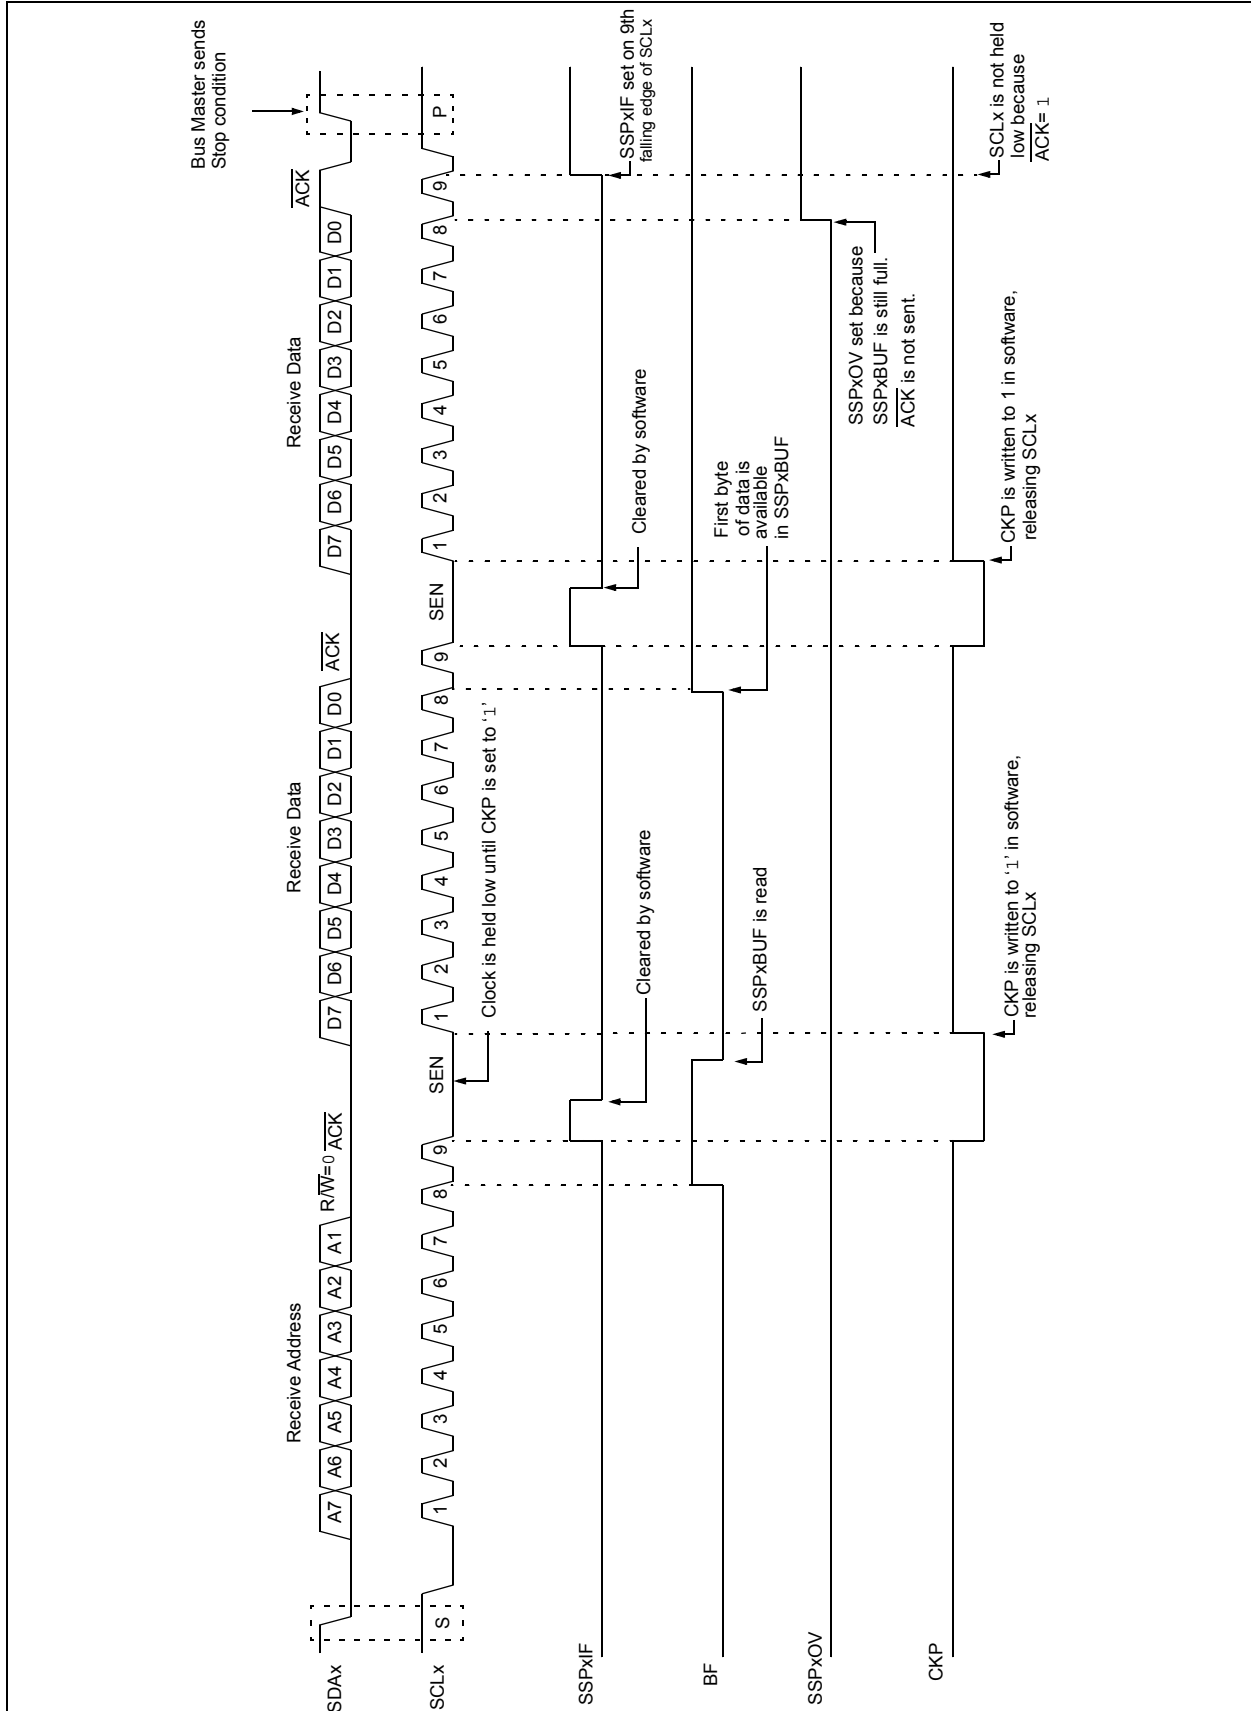 Bus Master sends
Stop condition
SDAx
S
Receive Address
A7
A6
A5
A4
A3
A2
A1
R/W=0
ACK
Receive Data
D7
D6
D5
D4
D3
D2
D1
D0
ACK
Receive Data
D7
D6
D5
D4
D3
D2
D1
D0
ACK
SCLx
S
1
2
3
4
5
6
7
8
9
SEN
1
2
3
4
5
6
7
8
9
SEN
1
2
3
4
5
6
7
8
9
P
Clock is held low until CKP is set to ‘1’
SSPxIF
Cleared by software
Cleared by software
SSPxIF set on 9th
falling edge of SCLx
BF
SSPxBUF is read
First byte
of data is
available
in SSPxBUF
SSPxOV
SSPxOV set because
SSPxBUF is still full.
ACK is not sent.
CKP
CKP is written to ‘1’ in software,
releasing SCLx
CKP is written to 1 in software,
releasing SCLx
SCLx is not held
low because
ACK= 1